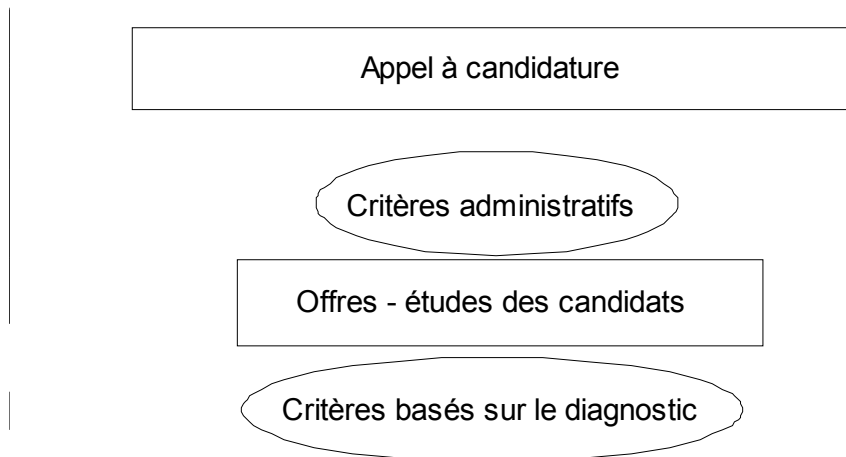 Appel à candidature
Critères administratifs
Offres - études des candidats
Critères basés sur le diagnostic